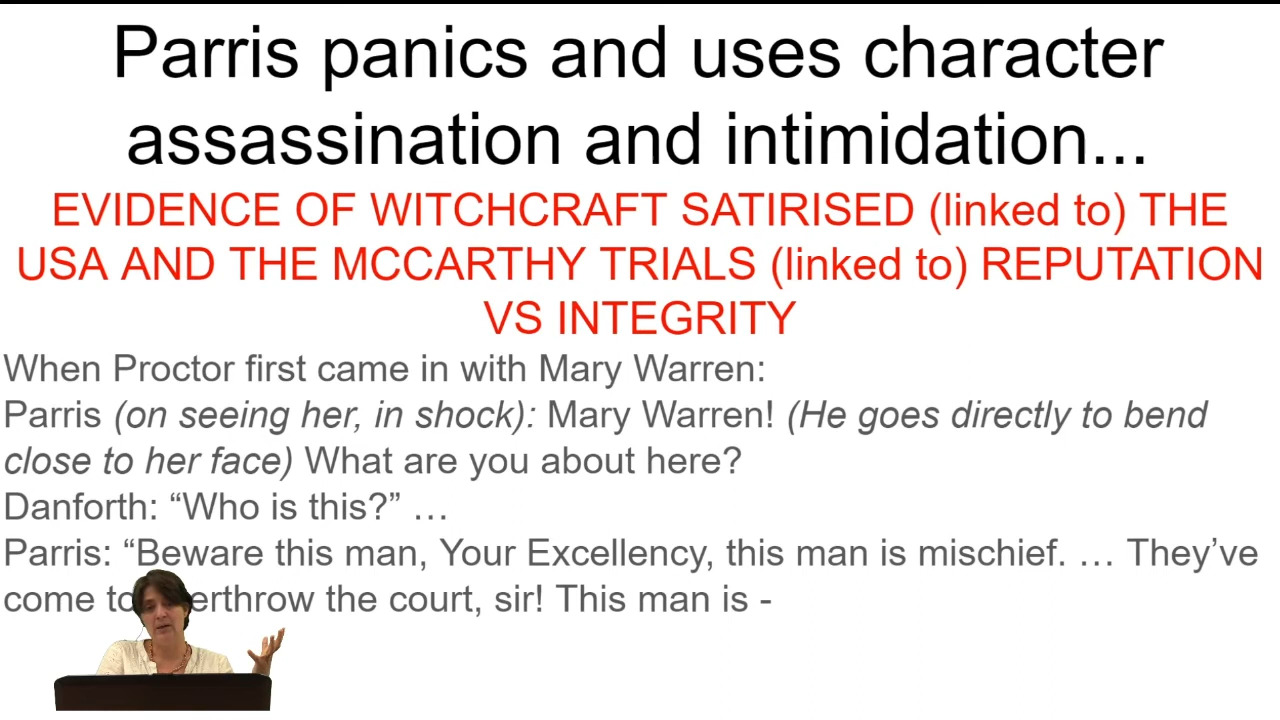 Parris panics and uses character
assassination and intimidation...
EVIDENCE OF WITCHCRAFT SATIRISED (linked to) THE
USA AND THE MCCARTHY TRIALS (linked to) REPUTATION
VS INTEGRITY
When Proctor first came in with Mary Warren:
Parris (on seeing her, in shock): Mary Warren! (He goes directly to bend
close to her face) What are you about here?
Danforth: “Who is this?” …
Parris: “Beware this man, Your Excellency, this man is mischief. … They’ve
come to erthrow the court, sir! This man is -